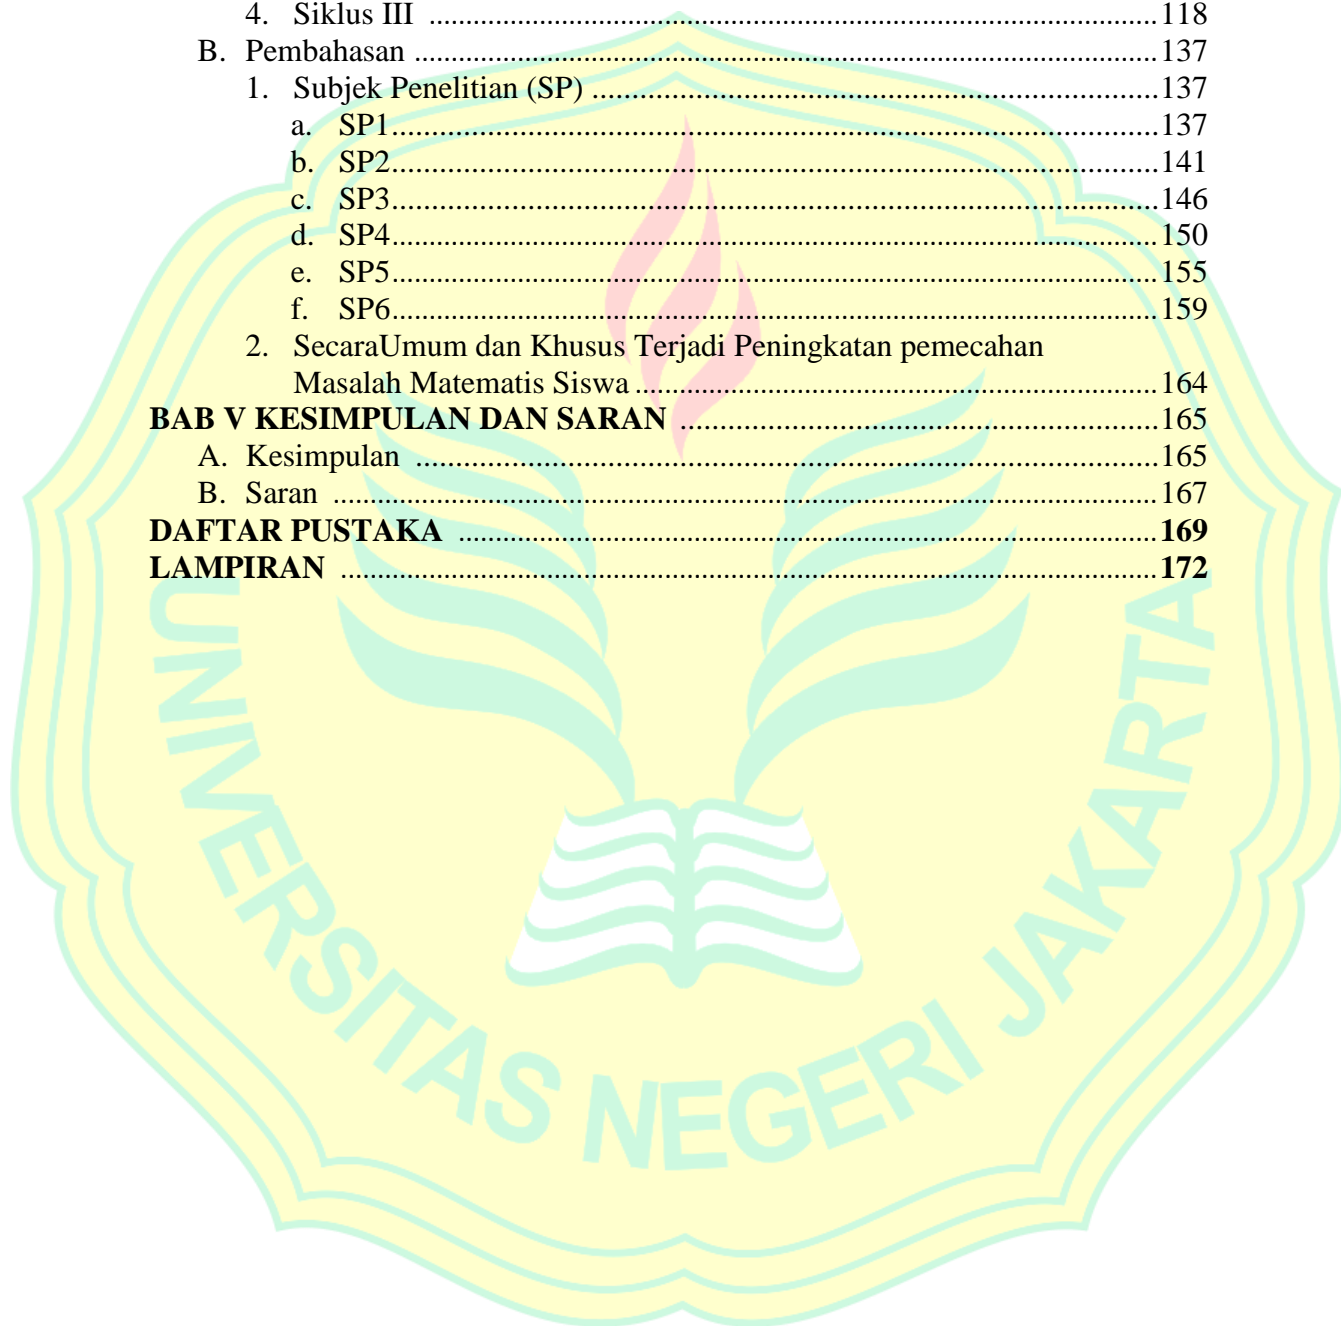 4. Siklus III ........................................................................................... 118
B. Pembahasan ............................................................................................. 137
1. Subjek Penelitian (SP) ....................................................................... 137
a. SP1................................................................................................ 137
b. SP2................................................................................................ 141
c. SP3................................................................................................ 146
d. SP4................................................................................................ 150
e. SP5................................................................................................ 155
f. SP6................................................................................................ 159
2. SecaraUmum dan Khusus Terjadi Peningkatan pemecahan
Masalah Matematis Siswa ................................................................. 164
BAB V KESIMPULAN DAN SARAN ............................................................ 165
A. Kesimpulan ............................................................................................. 165
B. Saran ....................................................................................................... 167
DAFTAR PUSTAKA ....................................................................................... 169
LAMPIRAN ...................................................................................................... 172
UNIVERSITAS NEGERI JAKARTA